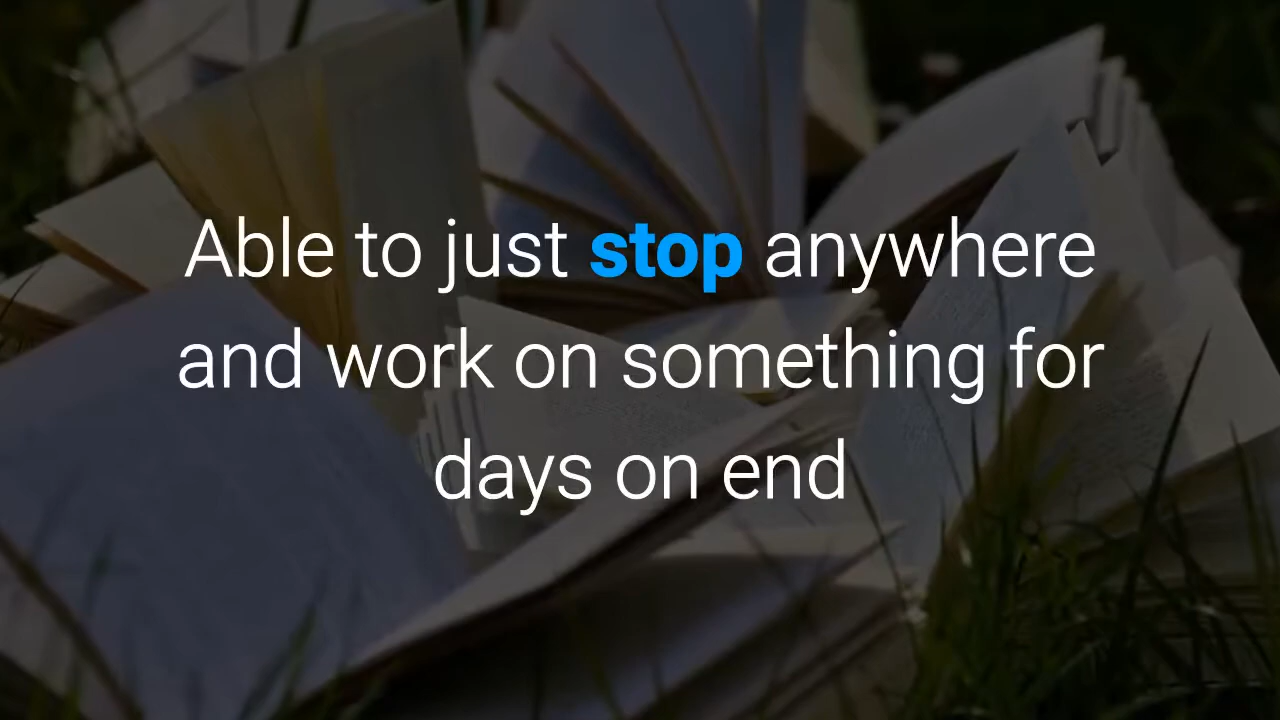 Able to just stop anywhere
and work on something for
days on end